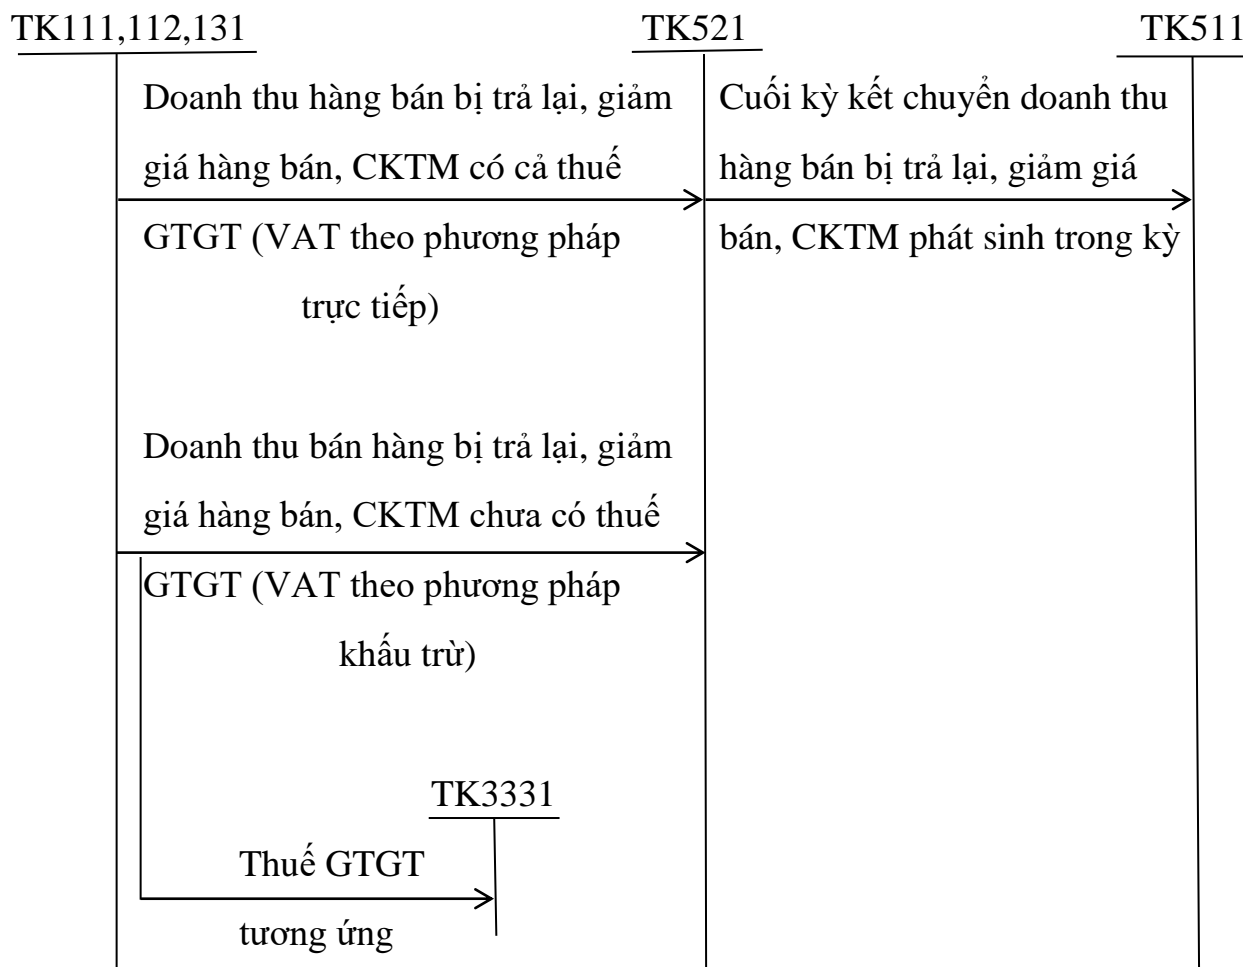 TK111,112,131
TK521
TK511
Doanh thu hàng bán bị trả lại, giảm
giá hàng bán, CKTM có cả thuế
GTGT (VAT theo phương pháp
trực tiếp)
Cuối kỳ kết chuyển doanh thu
hàng bán bị trả lại, giảm giá
bán, CKTM phát sinh trong kỳ
Doanh thu bán hàng bị trả lại, giảm
giá hàng bán, CKTM chưa có thuế
GTGT (VAT theo phương pháp
khấu trừ)
TK3331
Thuế GTGT
tương ứng